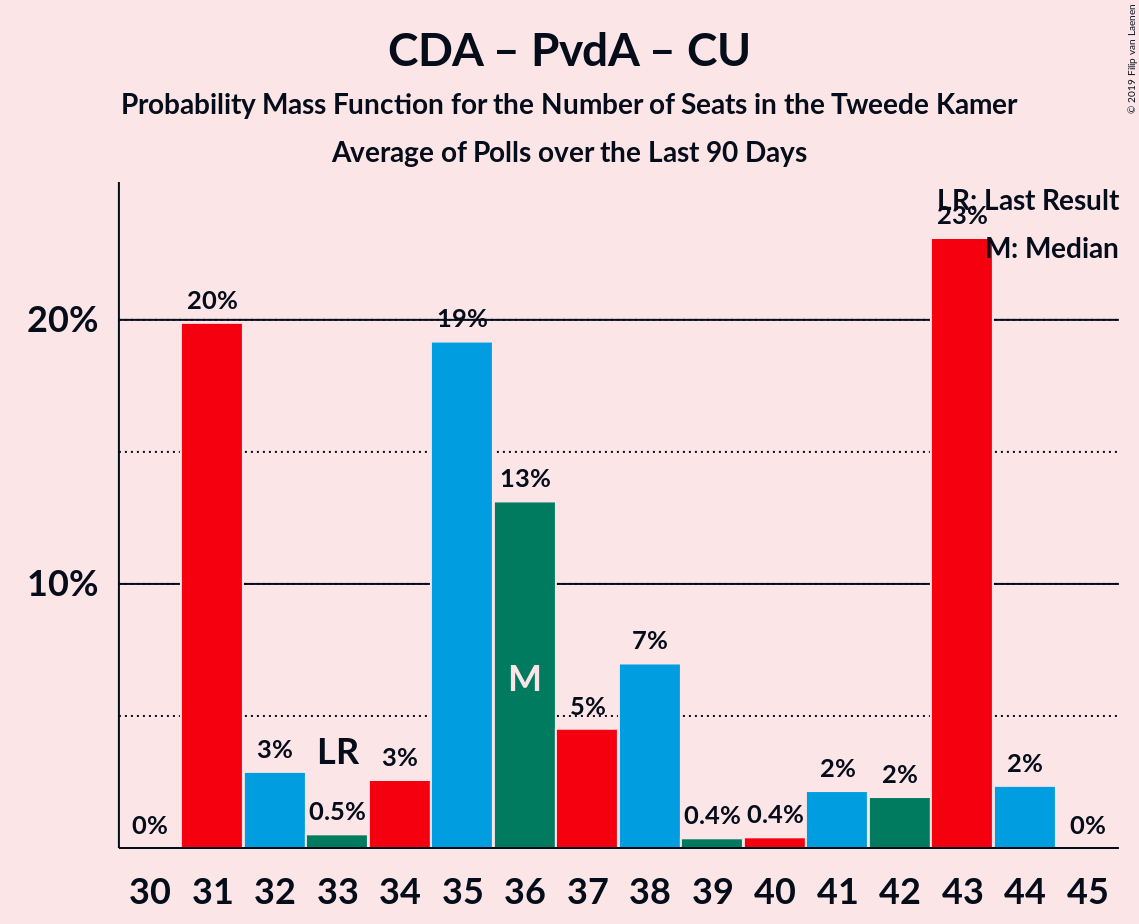 CDA – PvdA – CU
Probability Mass Function for the Number of Seats in the Tweede Kamer
Average of Polls over the Last 90 Days
© 2019 Filip van Laenen
LR: Last Result
M: Median
20%
10%
0%
20%
3%
0.5%
LR
3%
19%
13%
M
5%
7%
0.4%
0.4%
2%
2%
23%
2%
0%
30 31 32 33 34 35 36 37 38 39 40 41 42 43 44 45